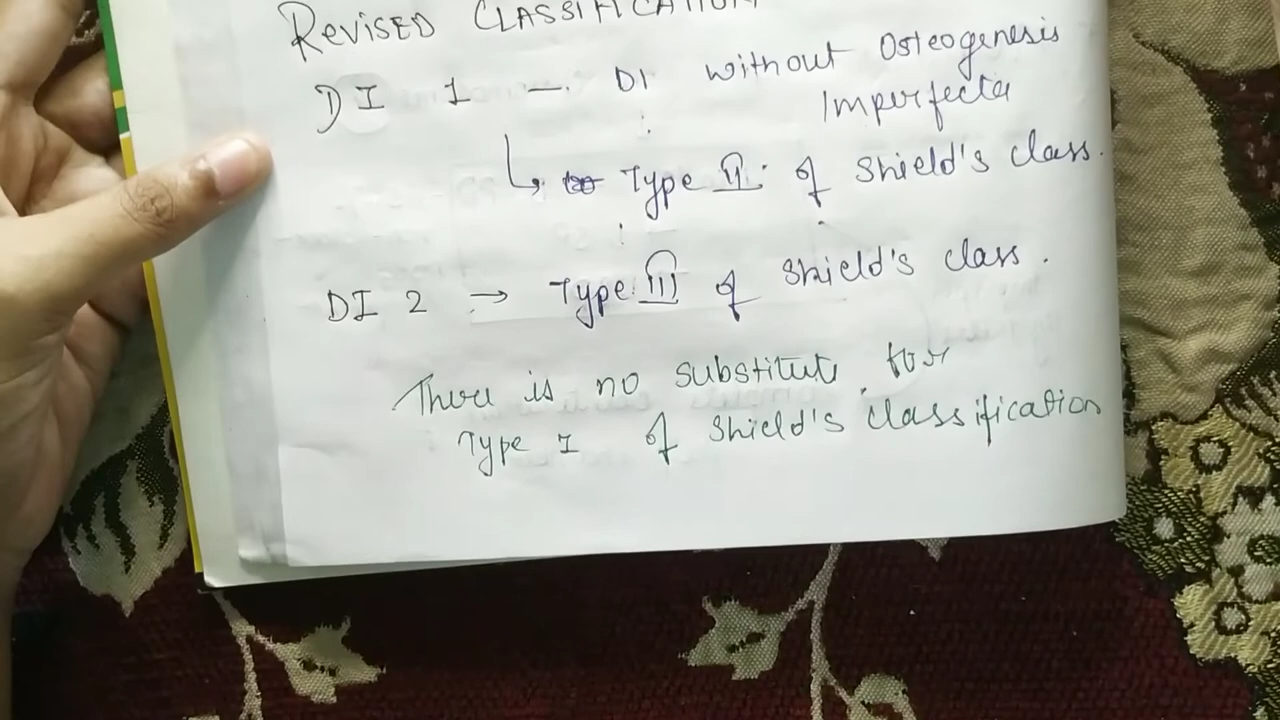 REVISED CLASSIFICATION
DI 1 — DI without Osteogenesis
Imperfecta
Type II of Shield's class.
DI 2 → Type III of Shield's class.
There is no substitute for
Type I of Shield's classification